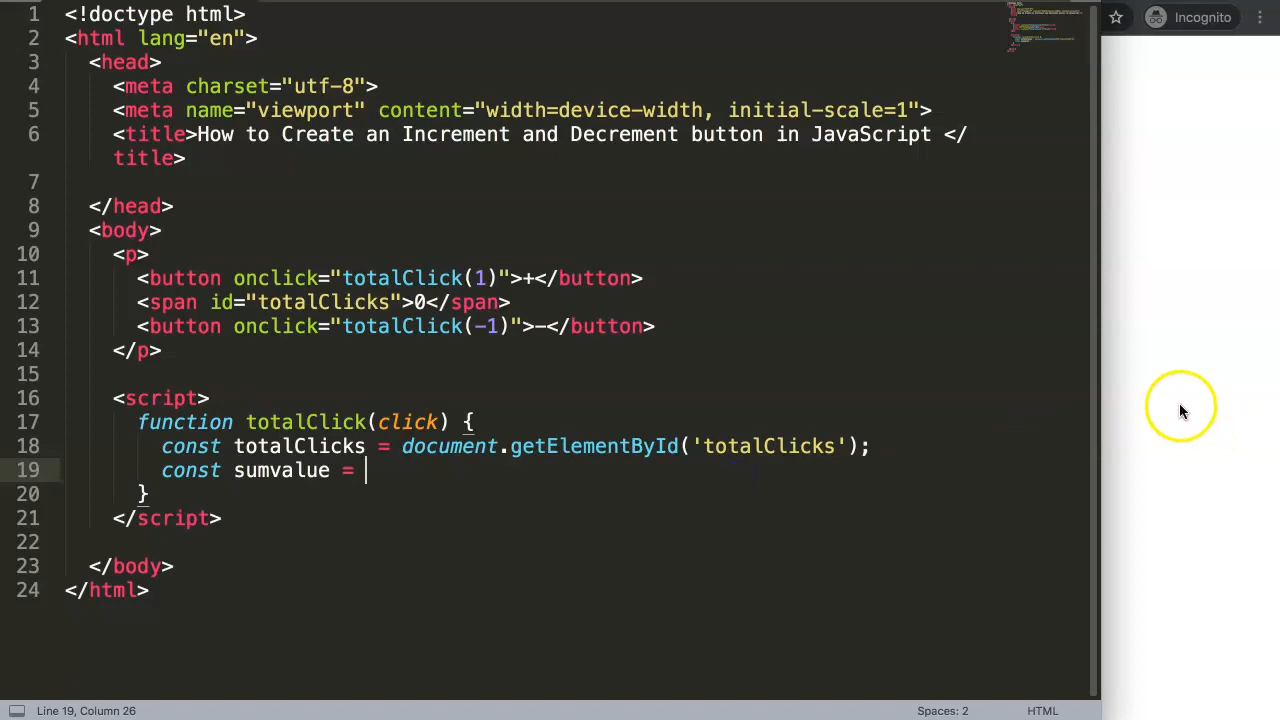 1 <!doctype html>
2 <html lang="en">
3 <head>
4 <meta charset="utf-8">
5 <meta name="viewport" content="width=device-width, initial-scale=1">
6 <title>How to Create an Increment and Decrement button in JavaScript </
title>
7
8 </head>
9 <body>
10 <p>
11 <button onclick="totalClick(1)">+</button>
12 <span id="totalClicks">0</span>
13 <button onclick="totalClick(-1)">-</button>
14 </p>
15
16 <script>
17 function totalClick(click) {
18 const totalClicks = document.getElementById('totalClicks');
19 const sumvalue =
20 }
21 </script>
22
23 </body>
24 </html>
Incognito
Line 19, Column 26
Spaces: 2
HTML